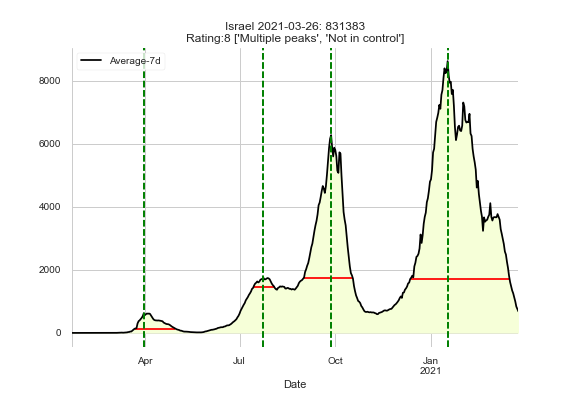 Israel 2021-03-26: 831383
Rating:8 ['Multiple peaks', 'Not in control']
Average-7d
8000
6000
4000
2000
0
Apr Jul Oct Jan
2021
Date